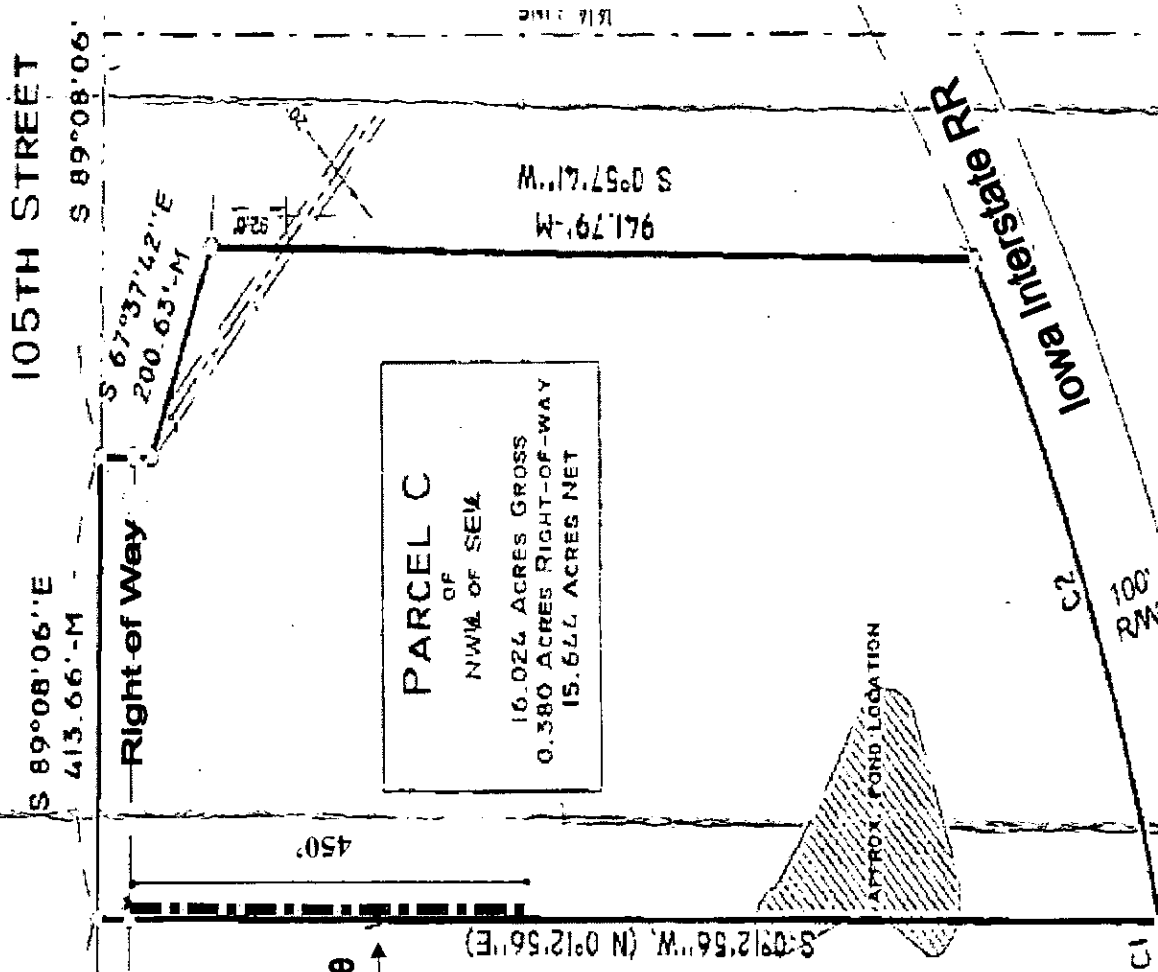 105TH STREET
S 89°08'06"
S 89°08'06"E
413.66'-M
Right-of Way
S 67°37'42"E
200.63'-M
92.0'
S 0°57'41"W
941.79'-M
PARCEL C
OF
NW¼ OF SE¼
16.024 ACRES GROSS
0.380 ACRES RIGHT-OF-WAY
15.644 ACRES NET
450'
APPROX. POND LOCATION
S 0°12'56"W, (N 0°12'56"E)
Iowa Interstate RR
C2
100'
R/W
C1